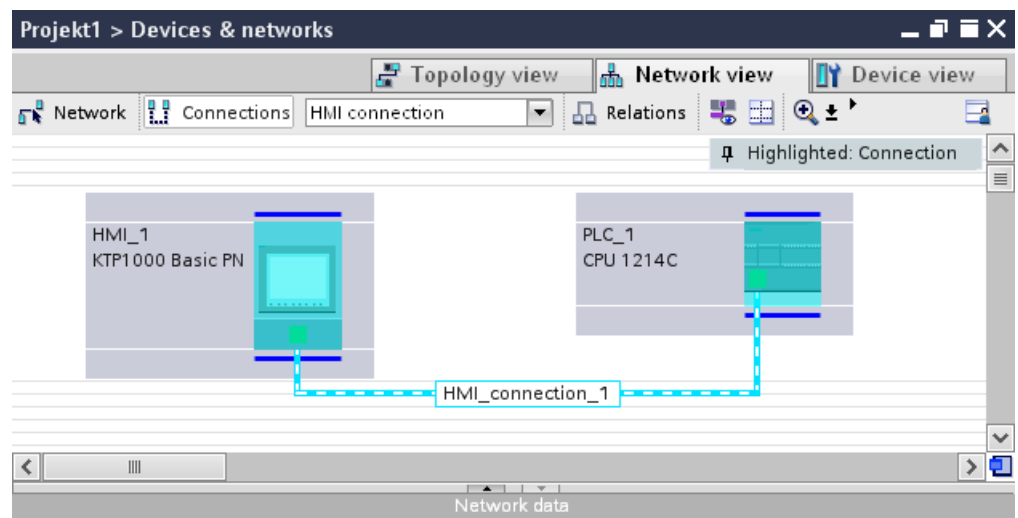 Projekt1 > Devices & networks
Topology view
Network view
Device view
Network
Connections
HMI connection
Relations
Highlighted: Connection
HMI_1
KTP1000 Basic PN
PLC_1
CPU 1214C
HMI_connection_1
Network data